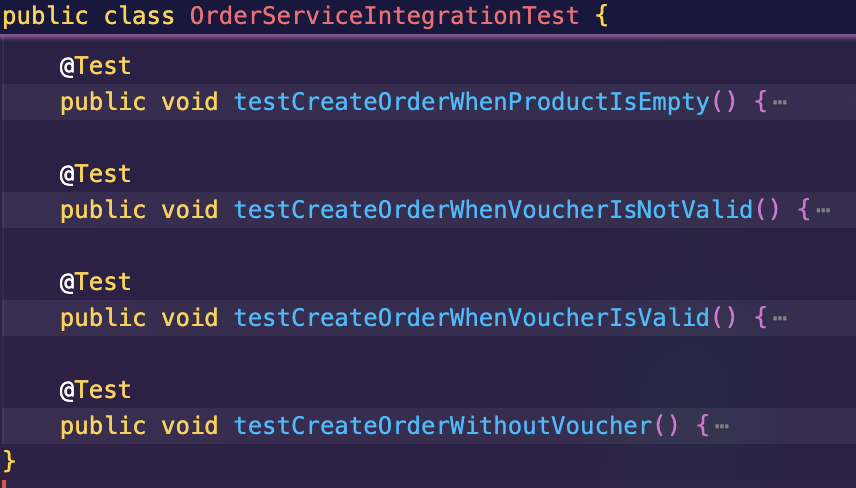 public class OrderServiceIntegrationTest {
@Test
public void testCreateOrderWhenProductIsEmpty() { …
@Test
public void testCreateOrderWhenVoucherIsNotValid() { …
@Test
public void testCreateOrderWhenVoucherIsValid() { …
@Test
public void testCreateOrderWithoutVoucher() { …
}